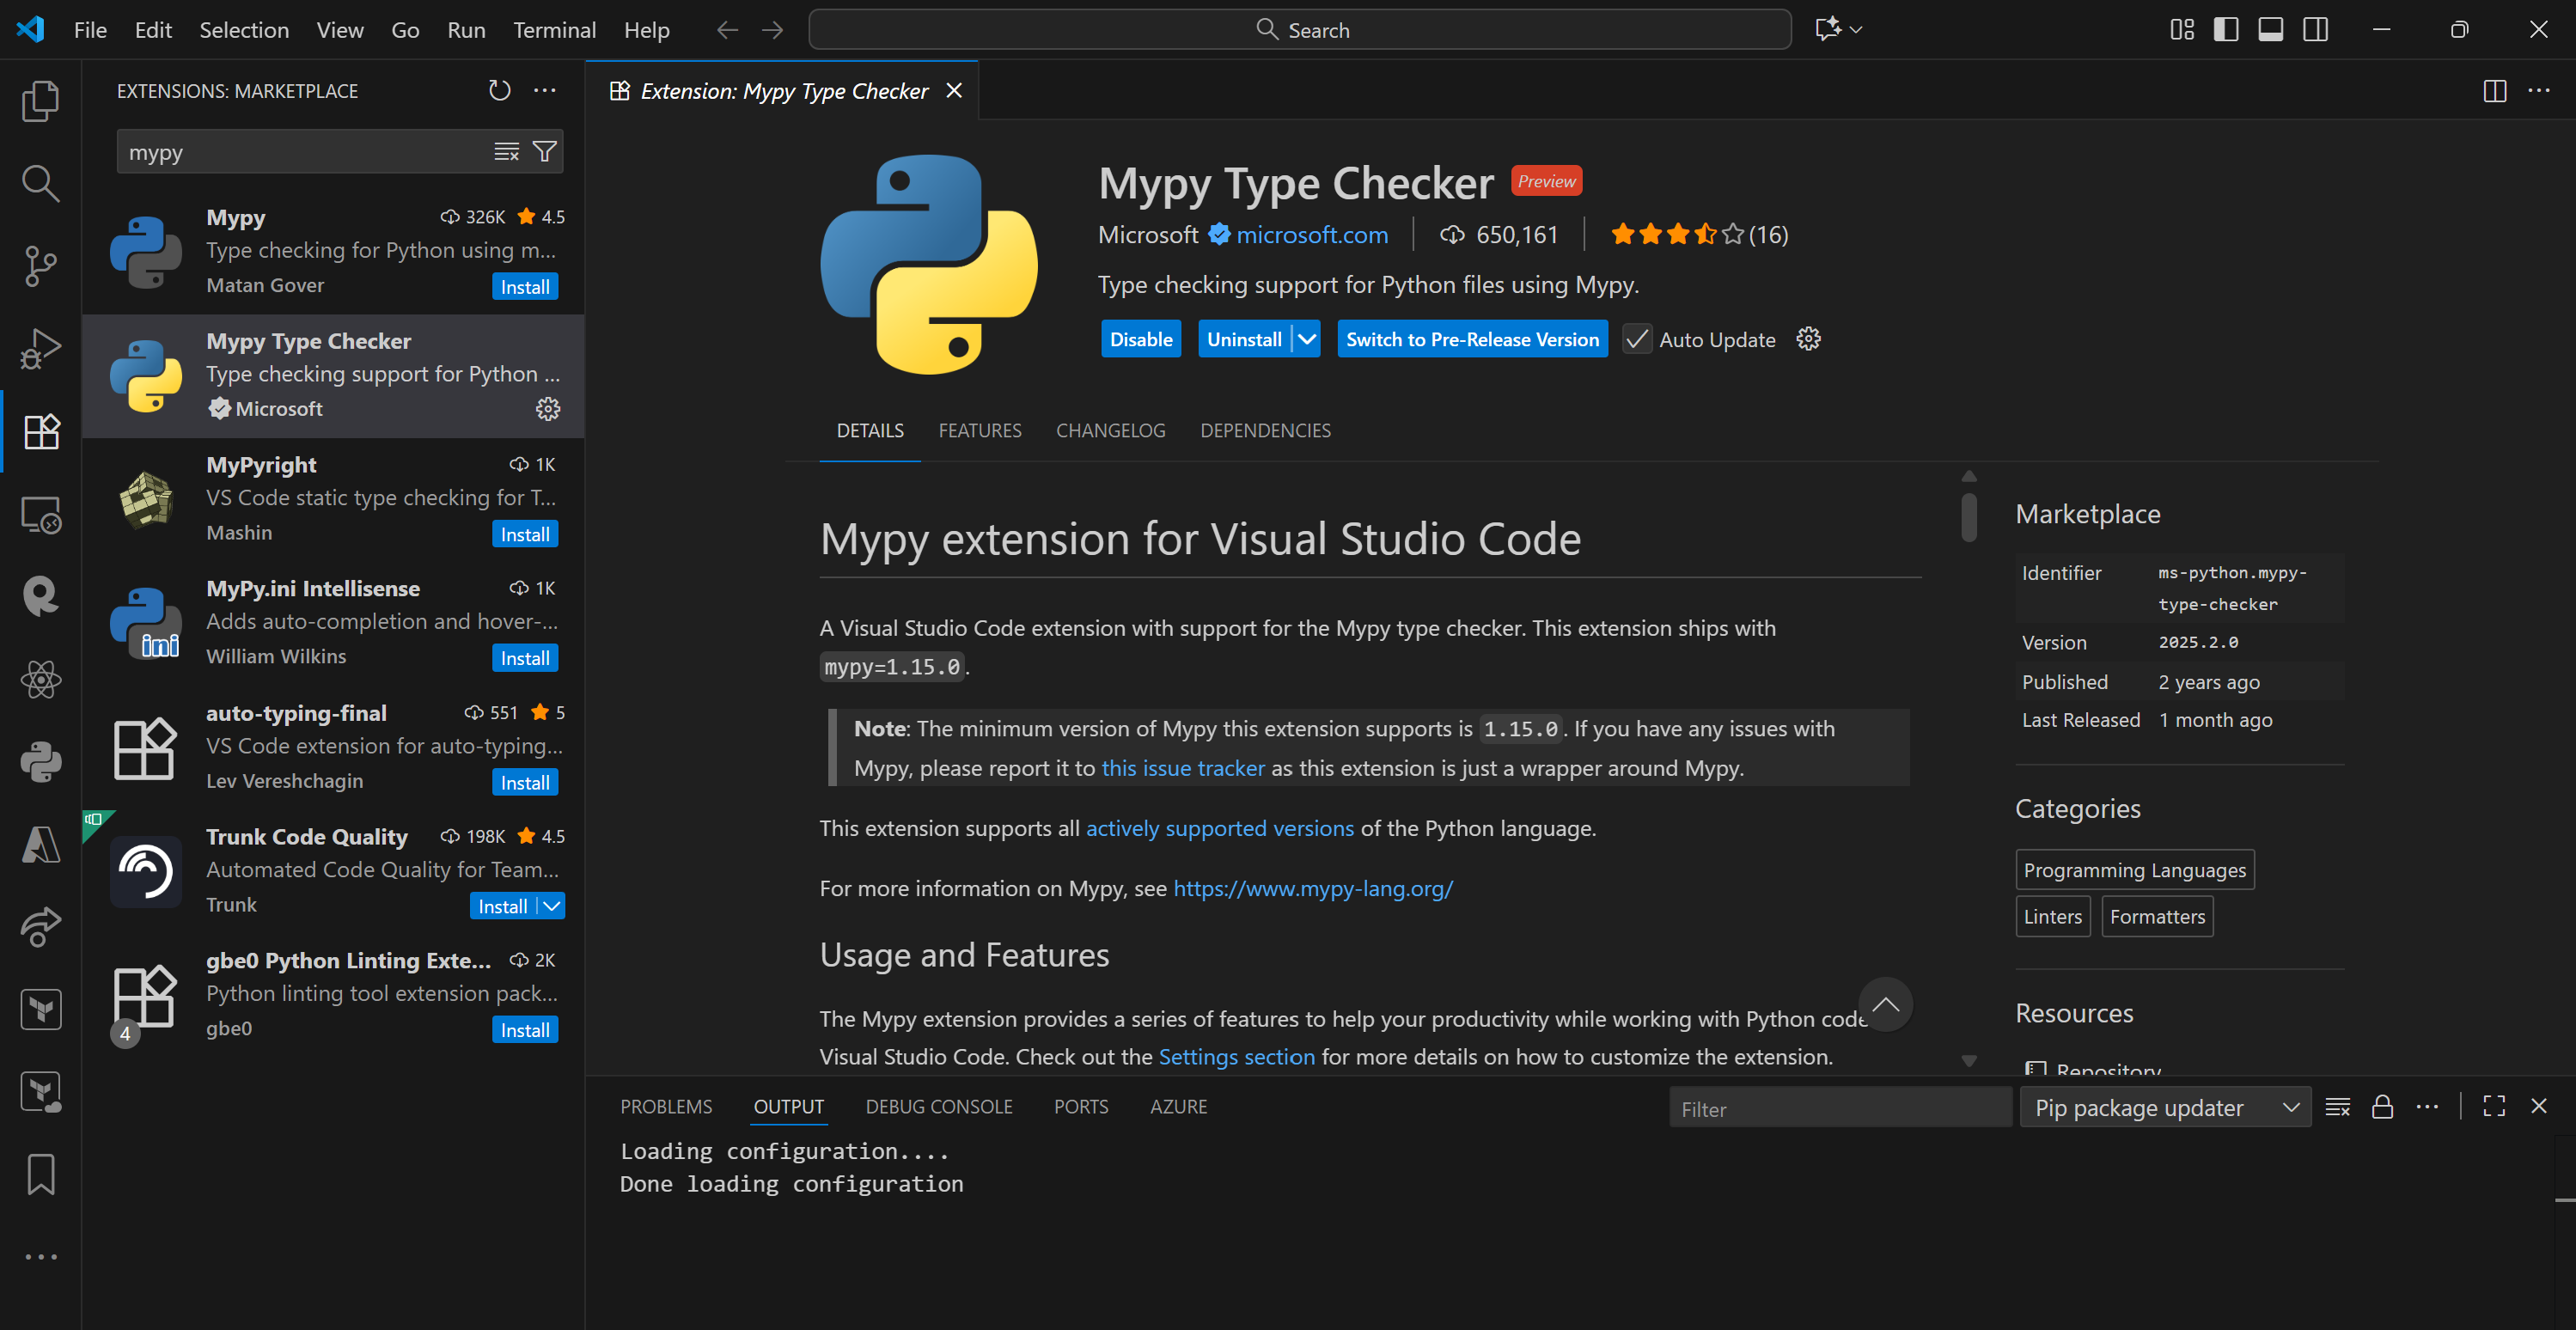 File Edit Selection View Go Run Terminal Help
Search
EXTENSIONS: MARKETPLACE
mypy
Mypy 326K 4.5
Type checking for Python using m...
Matan Gover Install
Mypy Type Checker
Type checking support for Python ...
Microsoft
MyPyright 1K
VS Code static type checking for T...
Mashin Install
MyPy.ini Intellisense 1K
Adds auto-completion and hover-...
ini
William Wilkins Install
auto-typing-final 551 5
VS Code extension for auto-typing...
Lev Vereshchagin Install
Trunk Code Quality 198K 4.5
Automated Code Quality for Team...
Trunk Install
gbe0 Python Linting Exte... 2K
Python linting tool extension pack...
4
gbe0 Install
Extension: Mypy Type Checker
Mypy Type Checker Preview
Microsoft microsoft.com 650,161 (16)
Type checking support for Python files using Mypy.
Disable Uninstall Switch to Pre-Release Version Auto Update
DETAILS FEATURES CHANGELOG DEPENDENCIES
Mypy extension for Visual Studio Code
A Visual Studio Code extension with support for the Mypy type checker. This extension ships with
mypy=1.15.0.
Note: The minimum version of Mypy this extension supports is 1.15.0. If you have any issues with
Mypy, please report it to this issue tracker as this extension is just a wrapper around Mypy.
This extension supports all actively supported versions of the Python language.
For more information on Mypy, see https://www.mypy-lang.org/
Usage and Features
The Mypy extension provides a series of features to help your productivity while working with Python code
Visual Studio Code. Check out the Settings section for more details on how to customize the extension.
Marketplace
Identifier ms-python.mypy-
type-checker
Version 2025.2.0
Published 2 years ago
Last Released 1 month ago
Categories
Programming Languages
Linters Formatters
Resources
Repository
PROBLEMS OUTPUT DEBUG CONSOLE PORTS AZURE
Filter
Pip package updater
Loading configuration....
Done loading configuration